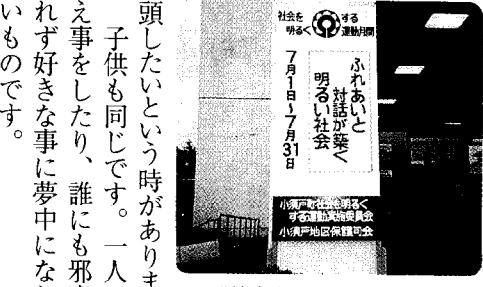 社会を
明るく
する
運動月間
ふれあいと
対話が築く
明るい社会
7月1日〜7月31日
小須戸町社会を明るく
する運動実施委員会
小須戸地区保護司会
頭したいという時がありま
子供も同じです。一人
え事をしたり、誰にも邪
れず好きな事に夢中にな
いものです。